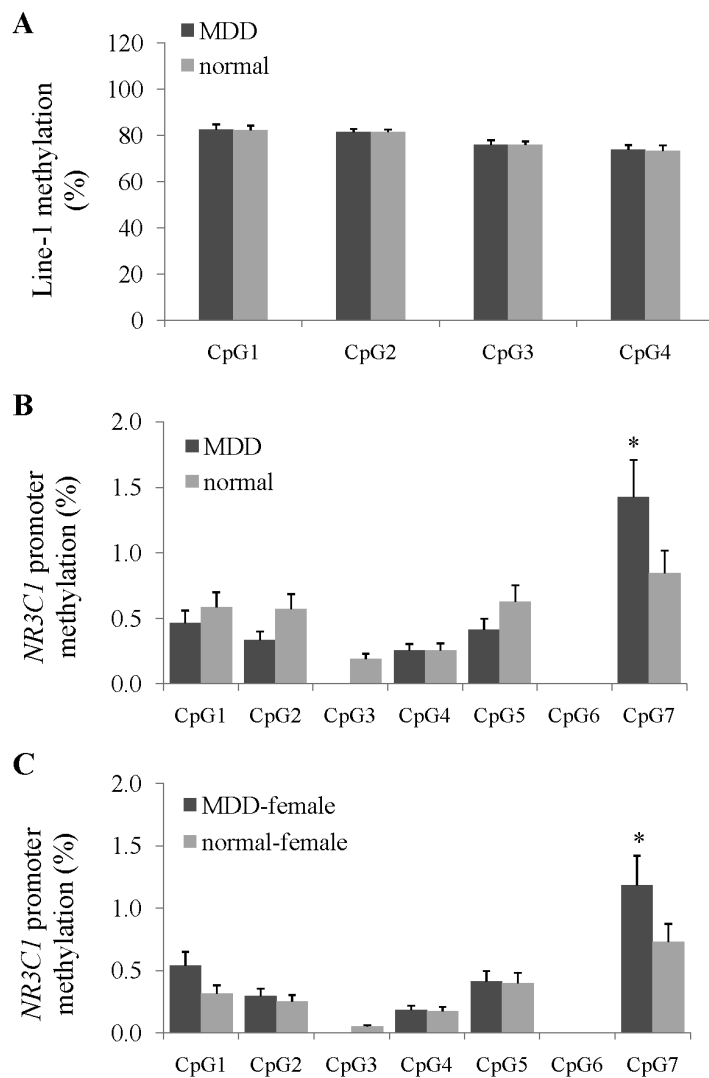 A
MDD
normal
120
100
80
60
40
20
0
Line-1 methylation
(%)
CpG1 CpG2 CpG3 CpG4
B
MDD
normal
2.0
1.5
1.0
0.5
0.0
NR3C1 promoter
methylation (%)
*
CpG1 CpG2 CpG3 CpG4 CpG5 CpG6 CpG7
C
MDD-female
normal-female
2.0
1.5
1.0
0.5
0.0
NR3C1 promoter
methylation (%)
*
CpG1 CpG2 CpG3 CpG4 CpG5 CpG6 CpG7